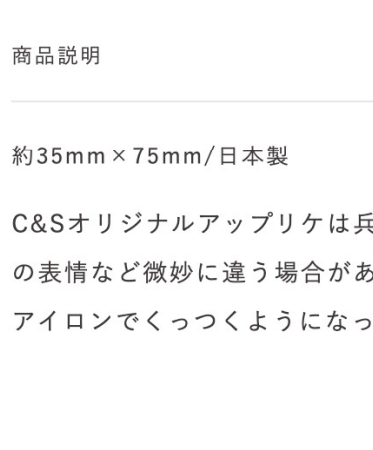 商品説明
約35mm×75mm/日本製
C&Sオリジナルアップリケは兵
の表情など微妙に違う場合があ
アイロンでくっつくようになっ